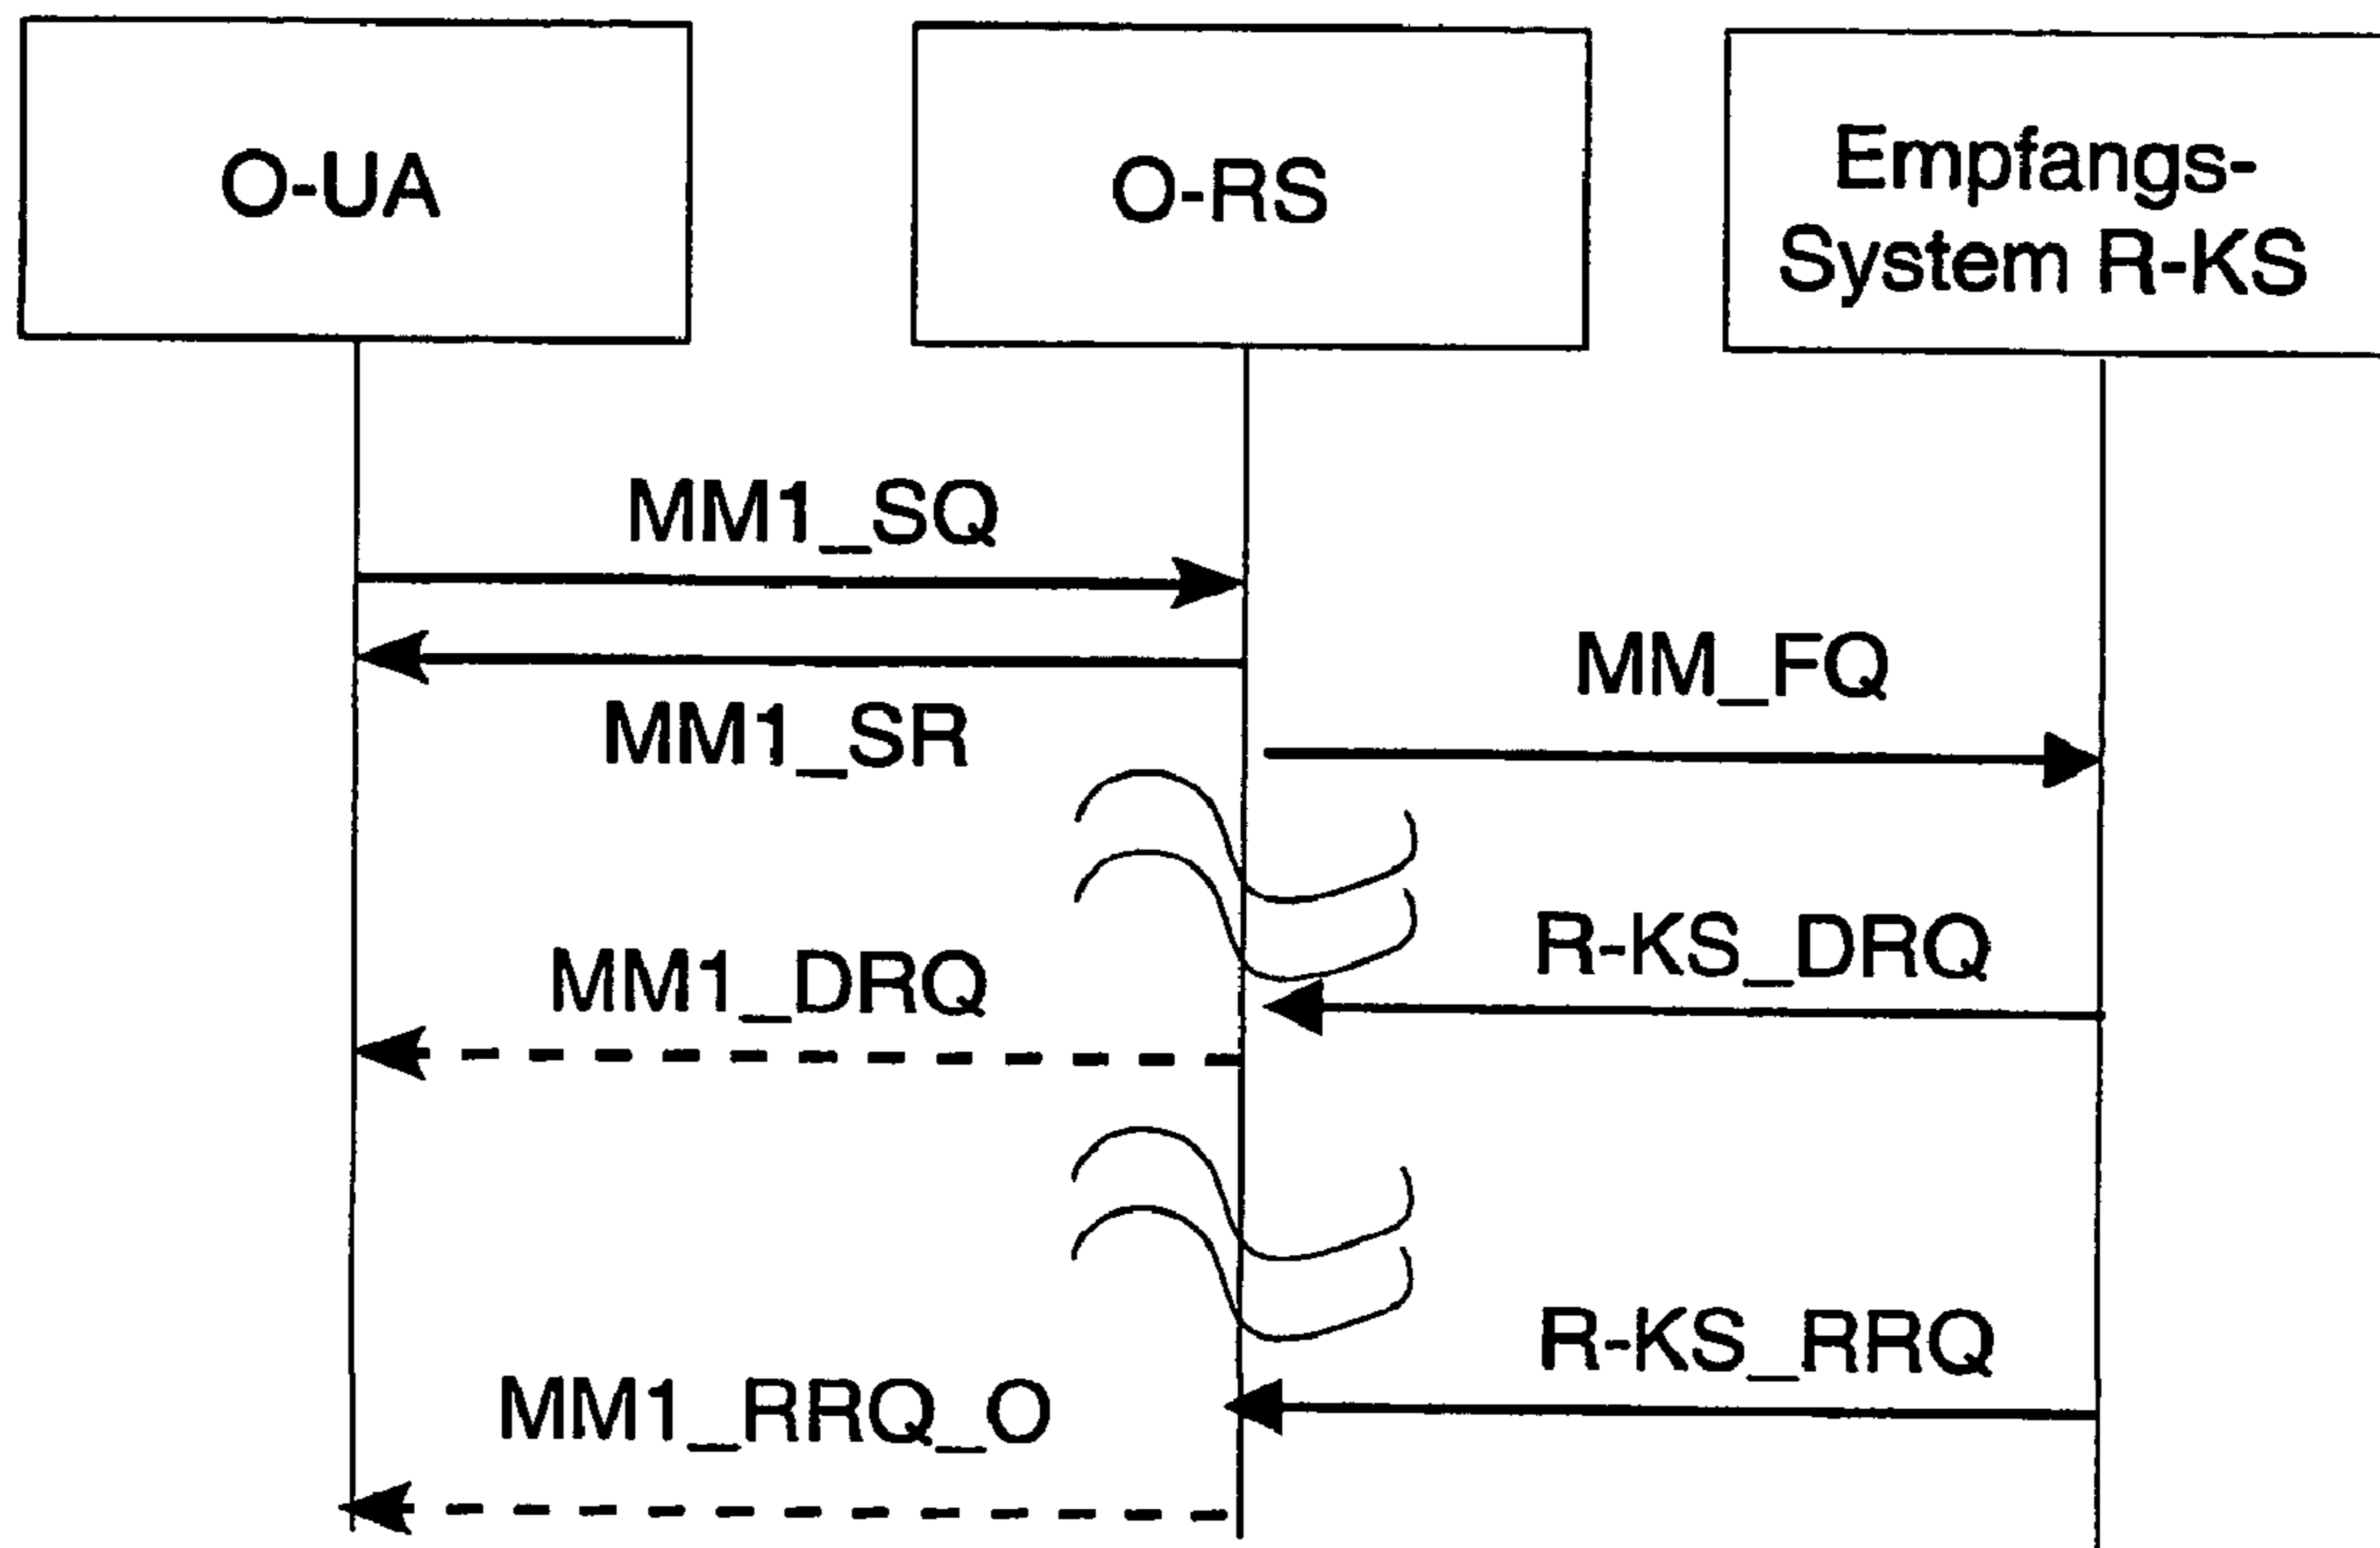 O-UA
O-RS
Empfangs-
System R-KS
MM1_SQ
MM1_SR
MM_FQ
R-KS_DRQ
MM1_DRQ
R-KS_RRQ
MM1_RRQ_O